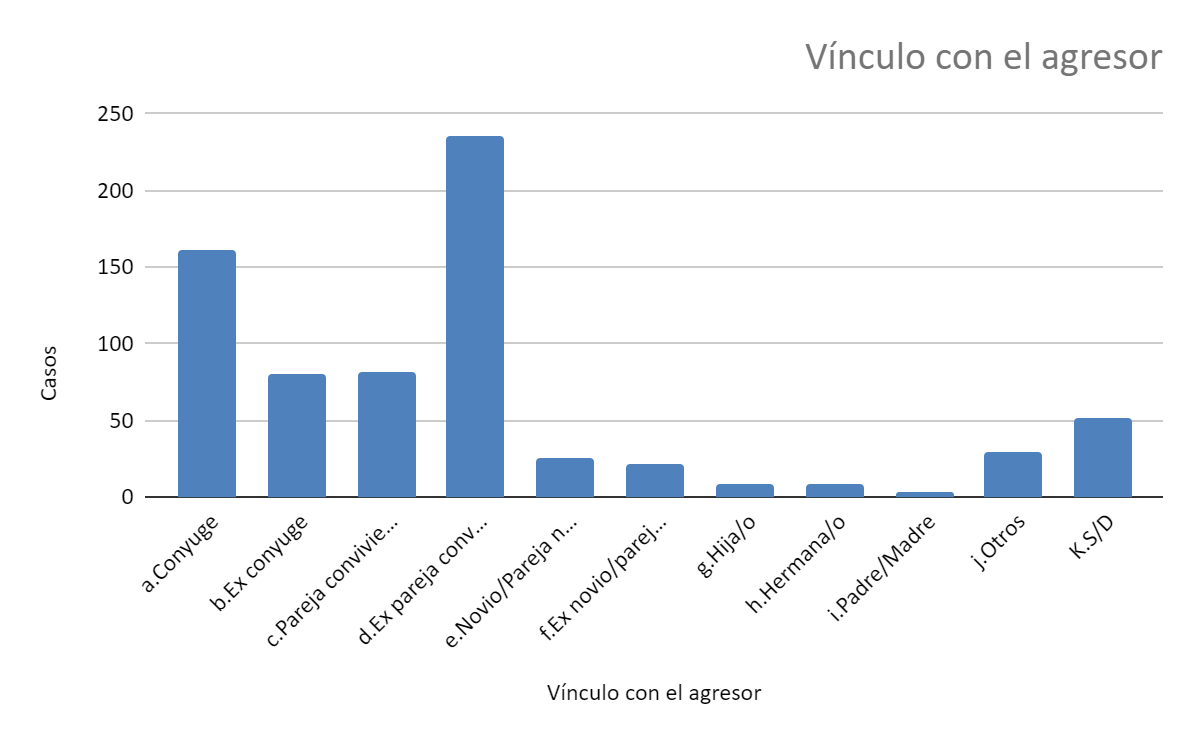 Vínculo con el agresor
250
200
150
100
50
0
Casos
a.Conyuge
b.Ex conyuge
c.Pareja convivie...
d.Ex pareja conv...
e.Novio/Pareja n...
f.Ex novio/parej...
g.Hija/o
h.Hermana/o
i.Padre/Madre
j.Otros
K.S/D
Vínculo con el agresor